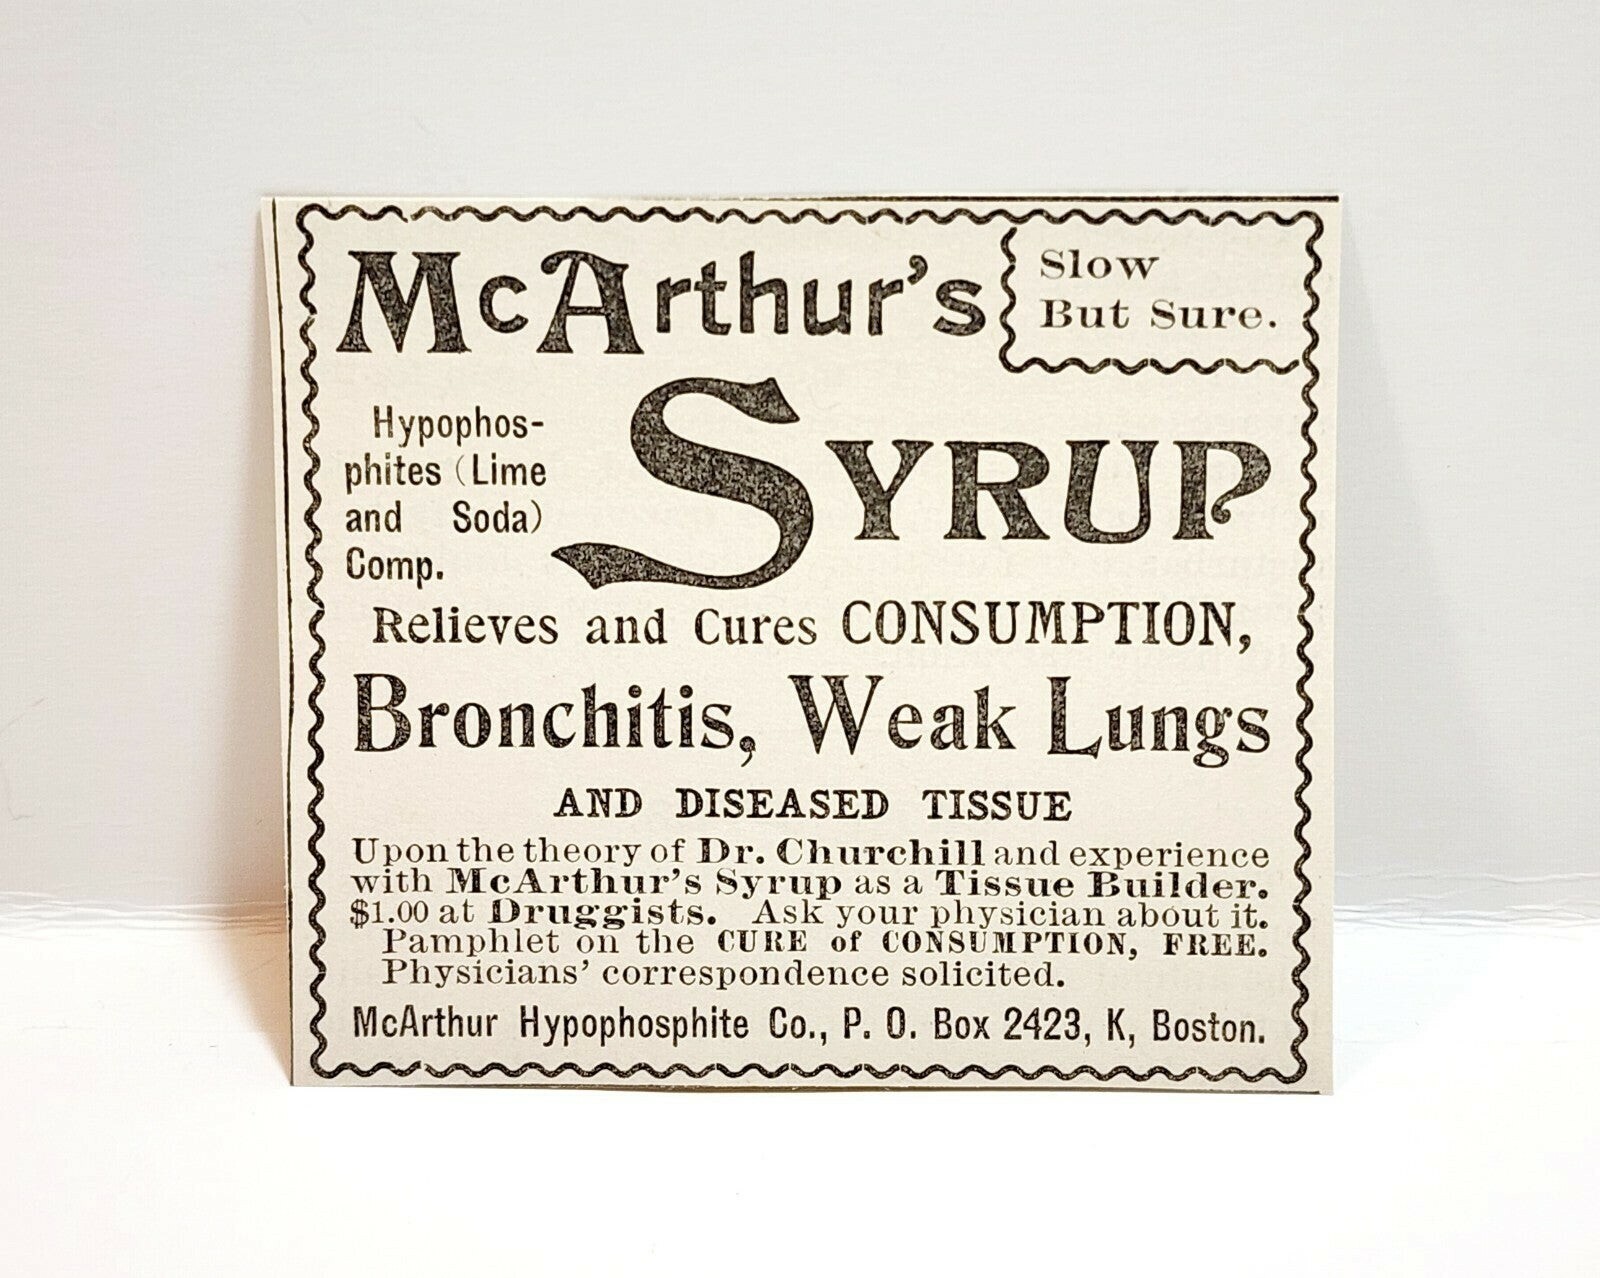 McArthur's
Slow
But Sure.
Hypophos-
phites (Lime
and Soda)
Comp.
SYRUP
Relieves and Cures CONSUMPTION,
Bronchitis, Weak Lungs
AND DISEASED TISSUE
Upon the theory of Dr. Churchill and experience
with McArthur's Syrup as a Tissue Builder.
$1.00 at Druggists. Ask your physician about it.
Pamphlet on the CURE of CONSUMPTION, FREE.
Physicians' correspondence solicited.
McArthur Hypophosphite Co., P. O. Box 2423, K, Boston.